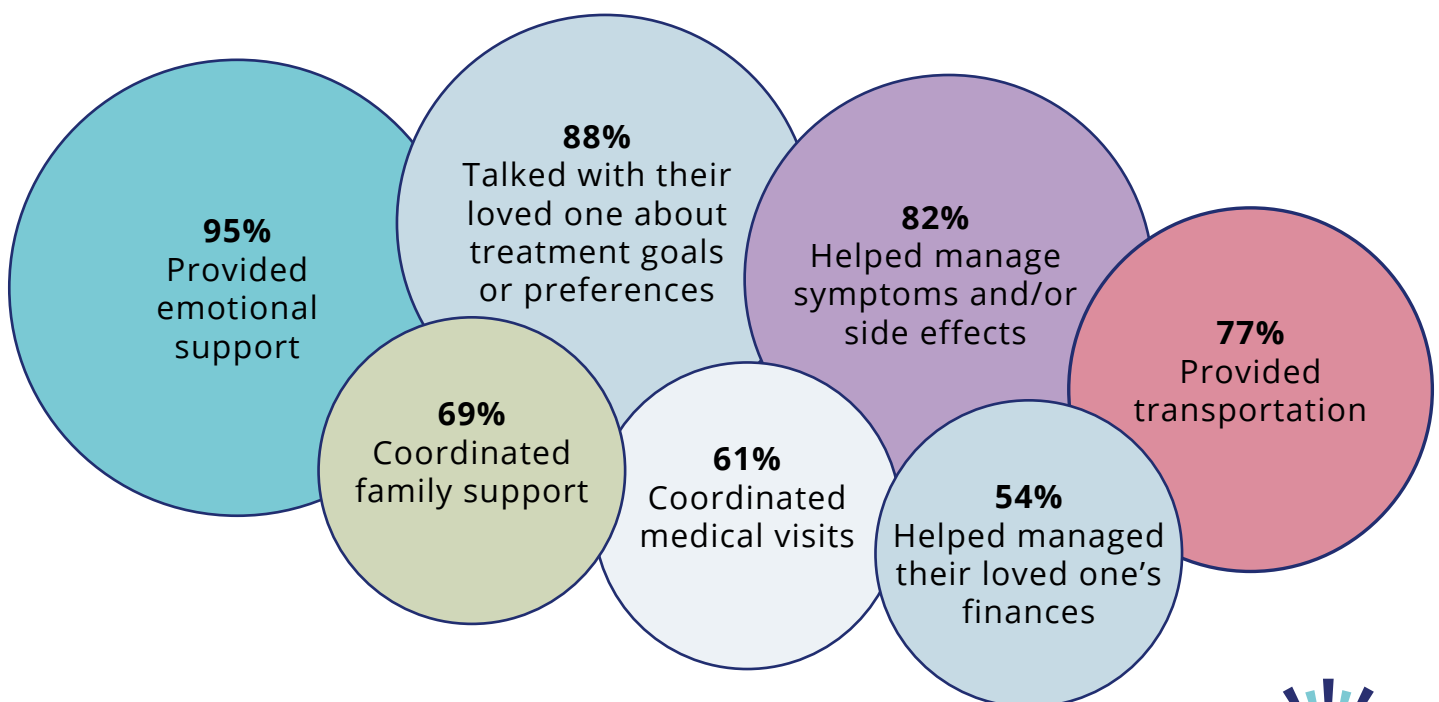 95%
Provided
emotional
support
88%
Talked with their
loved one about
treatment goals
or preferences
82%
Helped manage
symptoms and/or
side effects
77%
Provided
transportation
69%
Coordinated
family support
61%
Coordinated
medical visits
54%
Helped managed
their loved one’s
finances